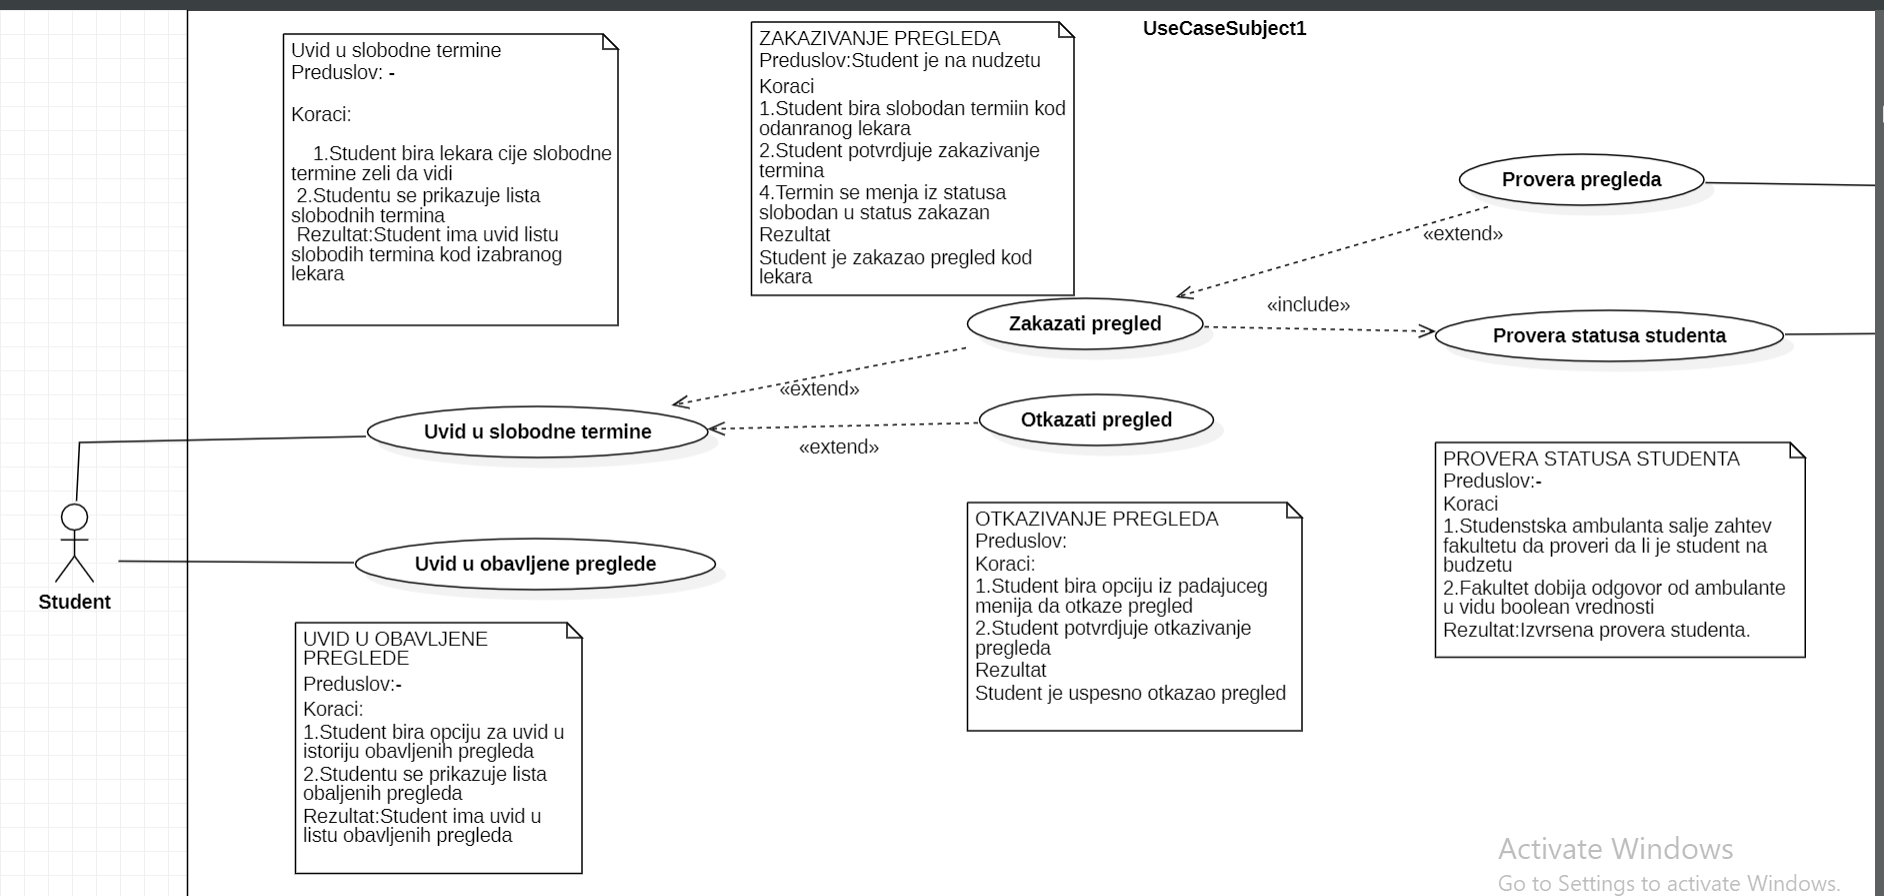 UseCaseSubject1
Uvid u slobodne termine
Preduslov: -
Koraci:
1.Student bira lekara cije slobodne
termine zeli da vidi
2.Studentu se prikazuje lista
slobodnih termina
Rezultat:Student ima uvid listu
slobodih termina kod izabranog
lekara
ZAKAZIVANJE PREGLEDA
Preduslov:Student je na nudzetu
Koraci
1.Student bira slobodan termiin kod
odanranog lekara
2.Student potvrdjuje zakazivanje
termina
4.Termin se menja iz statusa
slobodan u status zakazan
Rezultat
Student je zakazao pregled kod
lekara
Provera pregleda
«extend»
«include»
Zakazati pregled
Provera statusa studenta
«extend»
Otkazati pregled
Uvid u slobodne termine
«extend»
PROVERA STATUSA STUDENTA
Preduslov:-
Koraci
1.Studenstska ambulanta salje zahtev
fakultetu da proveri da li je student na
budzetu
2.Fakultet dobija odgovor od ambulante
u vidu boolean vrednosti
Rezultat:Izvrsena provera studenta.
OTKAZIVANJE PREGLEDA
Preduslov:
Koraci:
1.Student bira opciju iz padajuceg
menija da otkaze pregled
2.Student potvrdjuje otkazivanje
pregleda
Rezultat
Student je uspesno otkazao pregled
Uvid u obavljene preglede
Student
UVID U OBAVLJENE
PREGLEDE
Preduslov:-
Koraci:
1.Student bira opciju za uvid u
istoriju obavljenih pregleda
2.Studentu se prikazuje lista
obaljenih pregleda
Rezultat:Student ima uvid u
listu obavljenih pregleda
Activate Windows
Go to Settings to activate Windows.